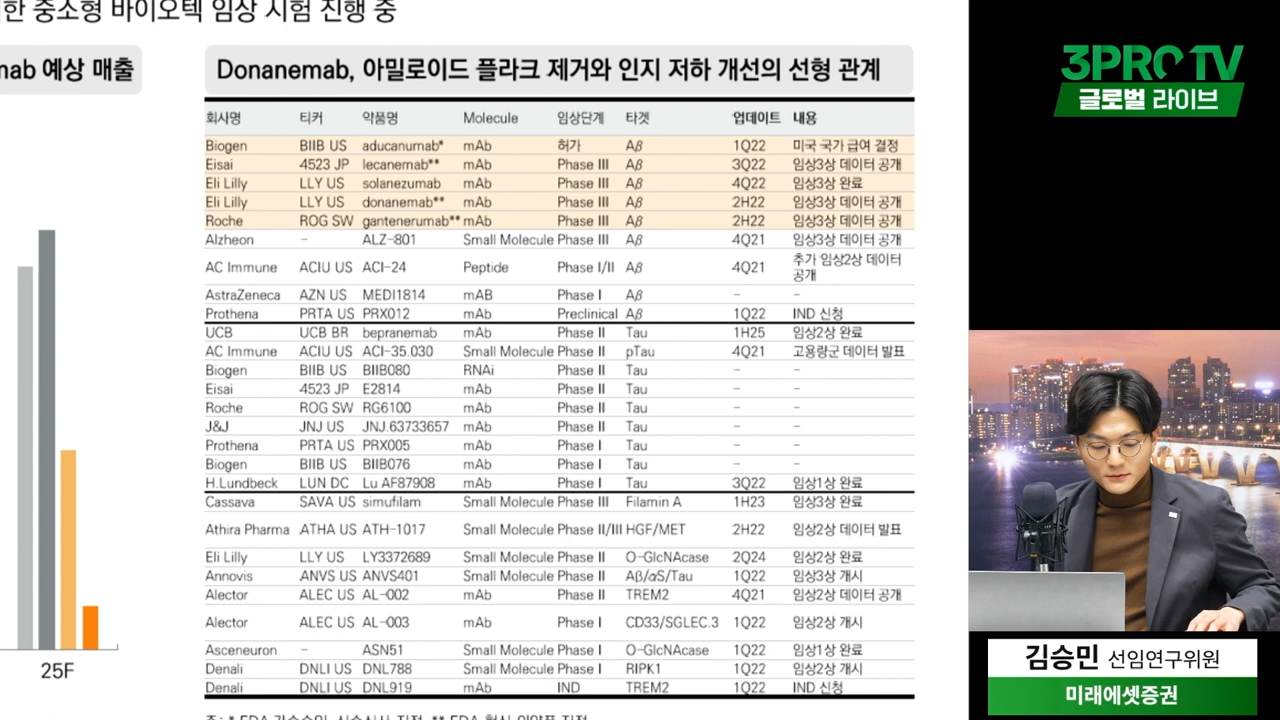 한 중소형 바이오텍 임상 시험 진행 중
mab 예상 매출
25F
Donanemab, 아밀로이드 플라크 제거와 인지 저하 개선의 선형 관계
회사명 티커 약품명 Molecule 임상단계 타겟 업데이트 내용
Biogen BIIB US aducanumab* mAb 허가 Aβ 1Q22 미국 국가 급여 결정
Eisai 4523 JP lecanemab** mAb Phase III Aβ 3Q22 임상3상 데이터 공개
Eli Lilly LLY US solanezumab mAb Phase III Aβ 4Q22 임상3상 완료
Eli Lilly LLY US donanemab** mAb Phase III Aβ 2H22 임상3상 데이터 공개
Roche ROG SW gantenerumab** mAb Phase III Aβ 2H22 임상3상 데이터 공개
Alzheon – ALZ-801 Small Molecule Phase III Aβ 4Q21 임상3상 데이터 공개
AC Immune ACIU US ACI-24 Peptide Phase I/II Aβ 4Q21 추가 임상2상 데이터
공개
AstraZeneca AZN US MEDI1814 mAB Phase I Aβ – –
Prothena PRTA US PRX012 mAb Preclinical Aβ 1Q22 IND 신청
UCB UCB BR bepranemab mAb Phase II Tau 1H25 임상2상 완료
AC Immune ACIU US ACI-35.030 Small Molecule Phase II pTau 4Q21 고용량군 데이터 발표
Biogen BIIB US BIIB080 RNAi Phase II Tau – –
Eisai 4523 JP E2814 mAb Phase II Tau – –
Roche ROG SW RG6100 mAb Phase II Tau – –
J&J JNJ US JNJ.63733657 mAb Phase II Tau – –
Prothena PRTA US PRX005 mAb Phase I Tau – –
Biogen BIIB US BIIB076 mAb Phase I Tau – –
H.Lundbeck LUN DC Lu AF87908 mAb Phase I Tau 3Q22 임상1상 완료
Cassava SAVA US simufilam Small Molecule Phase III Filamin A 1H23 임상3상 완료
Athira Pharma ATHA US ATH-1017 Small Molecule Phase II/III HGF/MET 2H22 임상2상 데이터 발표
Eli Lilly LLY US LY3372689 Small Molecule Phase II O-GlcNAcase 2Q24 임상2상 완료
Annovis ANVS US ANVS401 Small Molecule Phase II Aβ/αS/Tau 1Q22 임상3상 개시
Alector ALEC US AL-002 mAb Phase II TREM2 4Q21 임상2상 데이터 공개
Alector ALEC US AL-003 mAb Phase I CD33/SGLEC.3 1Q22 임상2상 개시
Asceneuron – ASN51 Small Molecule Phase I O-GlcNAcase 1Q22 임상1상 완료
Denali DNLI US DNL788 Small Molecule Phase I RIPK1 1Q22 임상2상 개시
Denali DNLI US DNL919 mAb IND TREM2 1Q22 IND 신청
3PRO TV
글로벌 라이브
김승민 선임연구위원
미래에셋증권